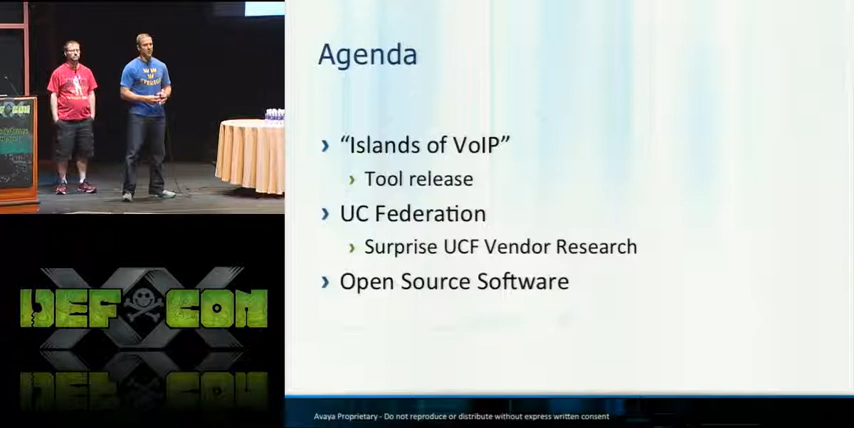 Agenda
› “Islands of VoIP”
› Tool release
› UC Federation
› Surprise UCF Vendor Research
› Open Source Software
DEF CON
XX
Avaya Proprietary - Do not reproduce or distribute without express written consent